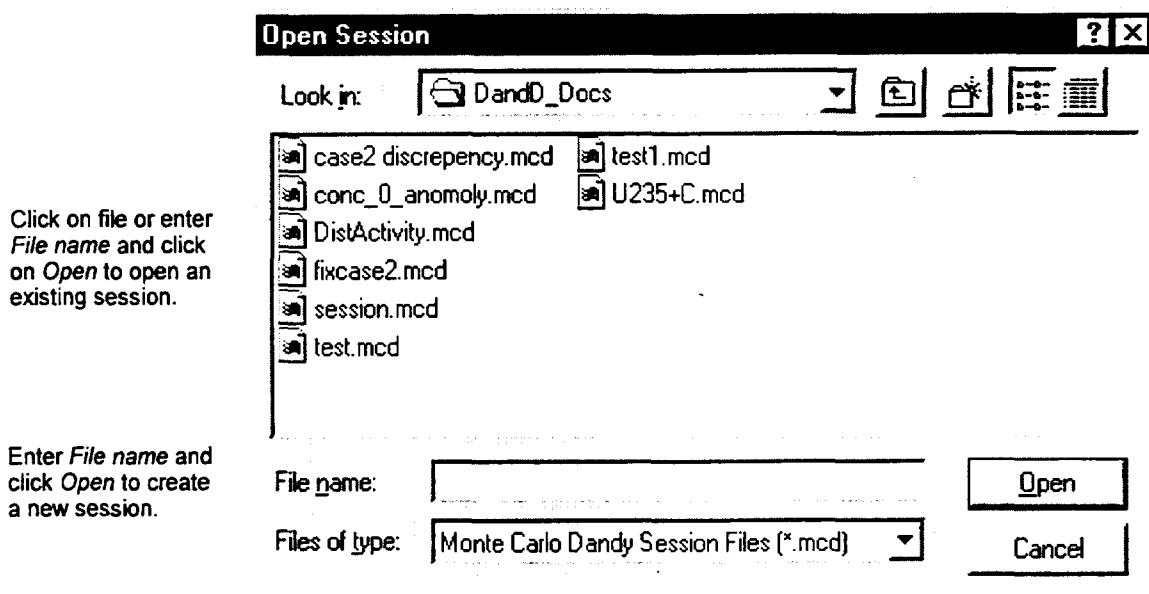 Open Session
Look in: DandD_Docs
case2 discrepency.mcd test1.mcd
conc_0_anomoly.mcd U235+C.mcd
DistActivity.mcd
fixcase2.mcd
session.mcd
test.mcd
Click on file or enter
File name and click
on Open to open an
existing session.
Enter File name and
click Open to create
a new session.
File name: Open
Files of type: Monte Carlo Dandy Session Files (*.mcd) Cancel